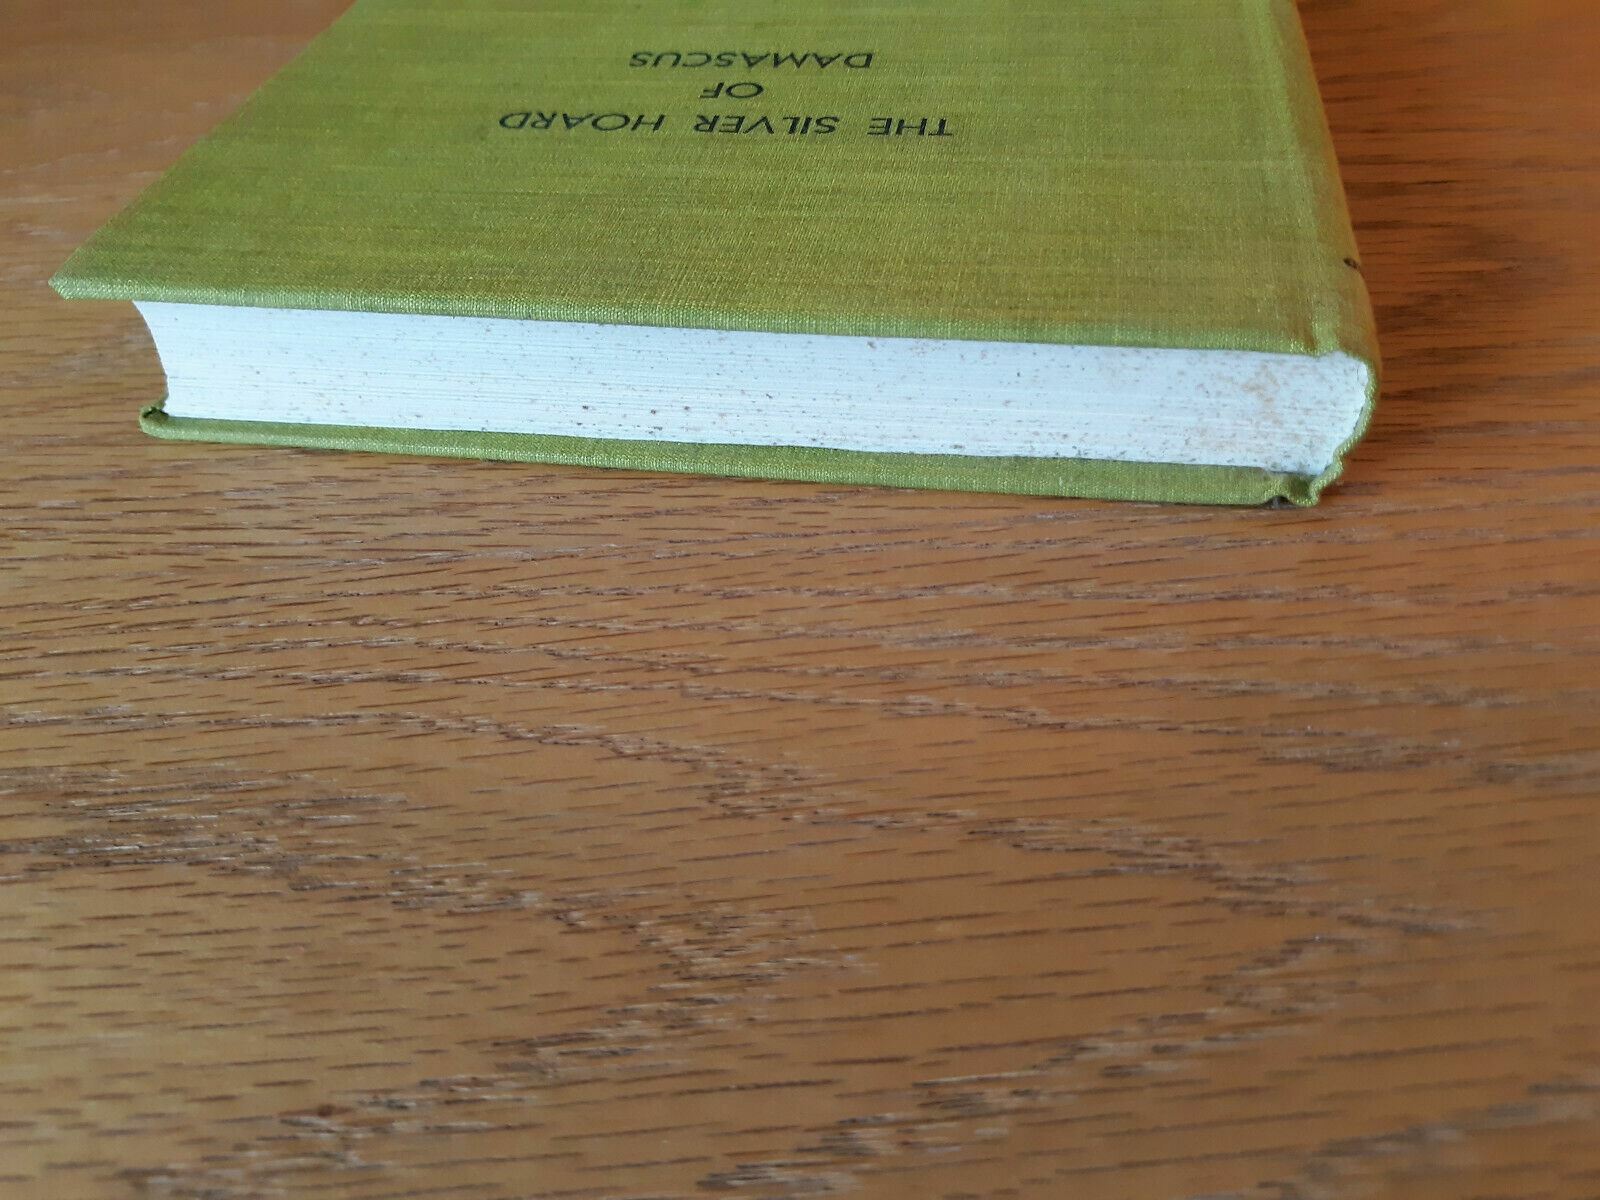 THE SILVER HOARD
OF
DAMASCUS